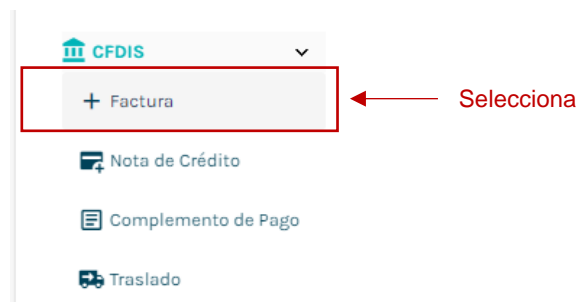 CFDIS
+ Factura
Selecciona
Nota de Crédito
Complemento de Pago
Traslado